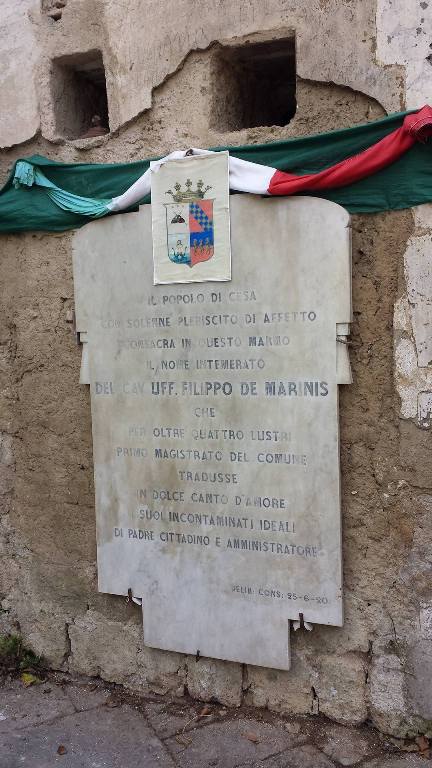 IL POPOLO DI CESA
CON SOLENNE PLEBISCITO DI AFFETTO
CONSACRA IN QUESTO MARMO
IL NOME INTEMERATO
DEL CAV. UFF. FILIPPO DE MARINIS
CHE
PER OLTRE QUATTRO LUSTRI
PRIMO MAGISTRATO DEL COMUNE
TRADUSSE
IN DOLCE CANTO D'AMORE
I SUOI INCONTAMINATI IDEALI
DI PADRE CITTADINO E AMMINISTRATORE
DELIB. CONS. 25-6-20